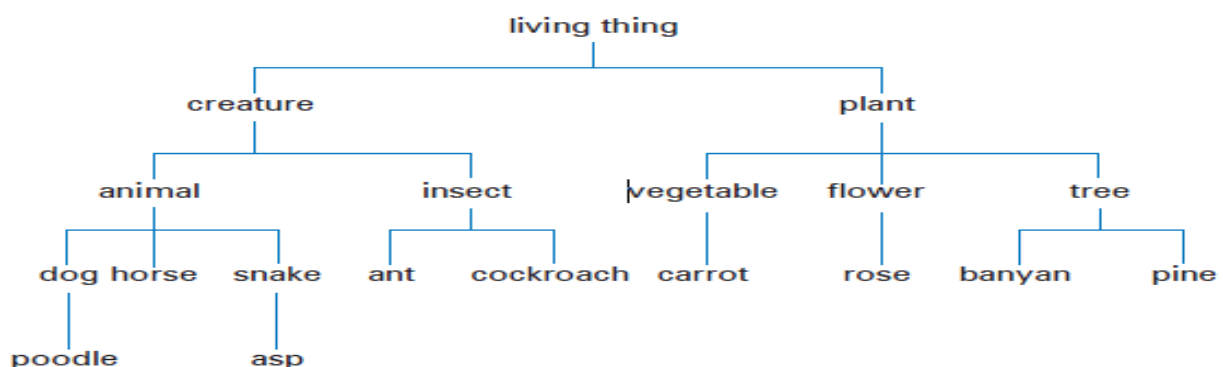 living thing
creature plant
animal insect vegetable flower tree
dog horse snake ant cockroach carrot rose banyan pine
poodle asp